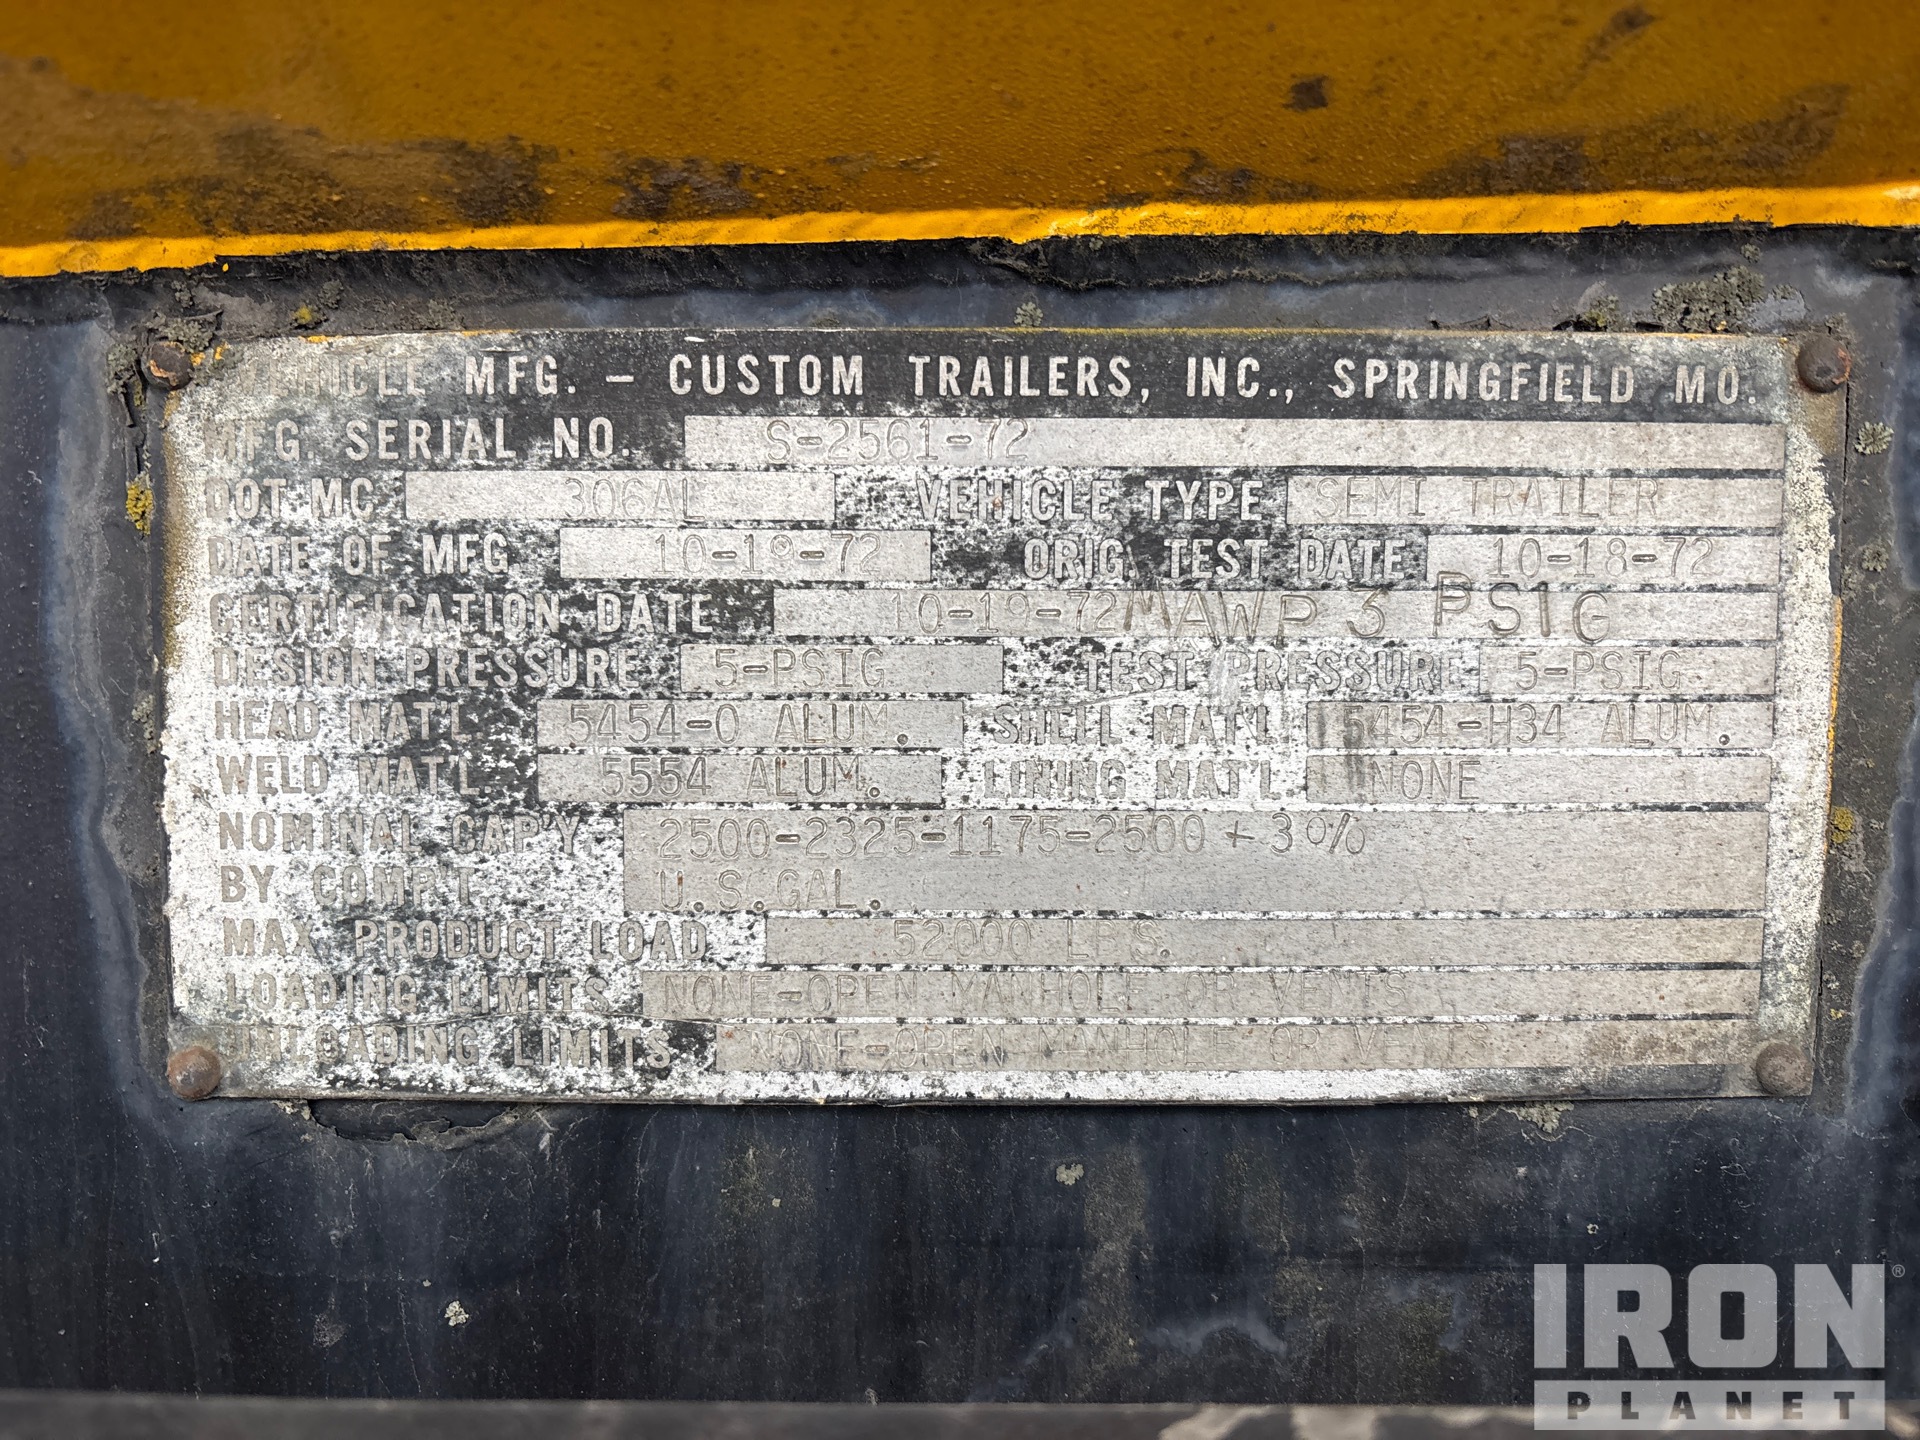 VEHICLE MFG. – CUSTOM TRAILERS, INC., SPRINGFIELD MO.
MFG. SERIAL NO. S-2561-72
DOT MC 306AL VEHICLE TYPE SEMI TRAILER
DATE OF MFG. 10-19-72 ORIG. TEST DATE 10-18-72
CERTIFICATION DATE 10-19-72 MAWP 3 PSIG
DESIGN PRESSURE 5-PSIG TEST PRESSURE 5-PSIG
HEAD MAT'L 5454-0 ALUM. SHELL MAT'L 5454-H34 ALUM.
WELD MAT'L. 5554 ALUM. LINING MAT'L NONE
NOMINAL CAP'Y. 2500-2325-1175-2500 + 3%
BY COMP'T. U.S.GAL.
MAX. PRODUCT LOAD 52000 LBS.
LOADING LIMITS NONE-OPEN MANHOLE OR VENTS
UNLOADING LIMITS NONE-OPEN MANHOLE OR VENTS
IRON®
PLANET